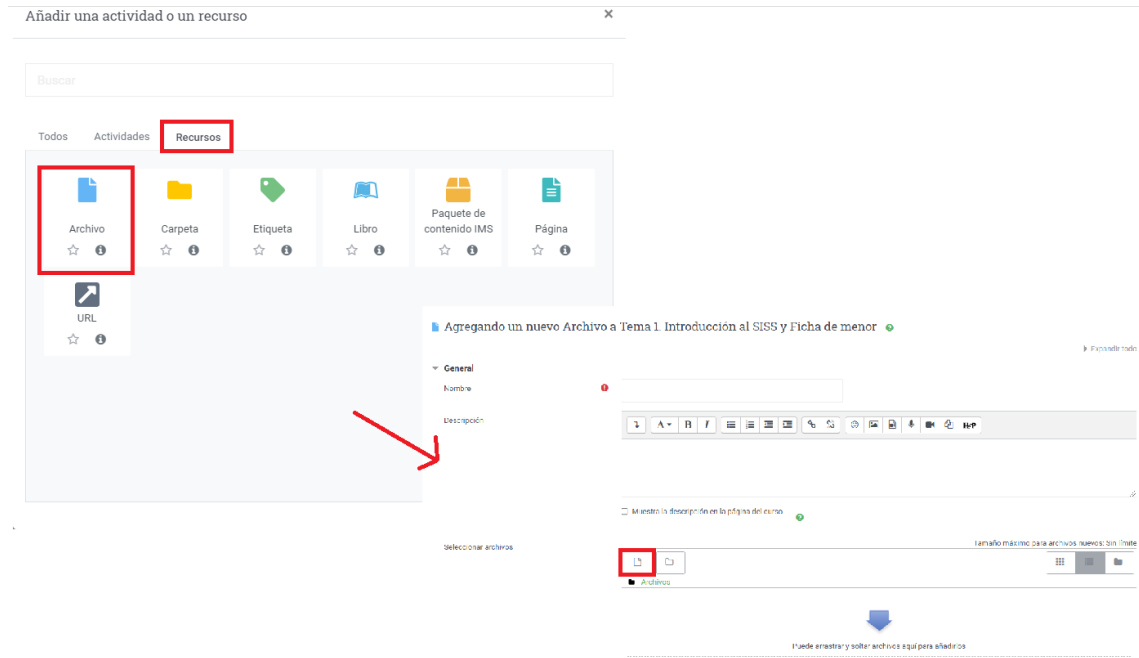 Añadir una actividad o un recurso
×
Buscar
Todos Actividades Recursos
Archivo Carpeta Etiqueta Libro Paquete de contenido IMS Página
URL
Agregando un nuevo Archivo a Tema 1. Introducción al SISS y Ficha de menor
Expandir todo
General
Nombre
Descripción
A B I H-P
Muestra la descripción en la página del curso
Seleccionar archivos
Tamaño máximo para archivos nuevos: Sin límite
Archivos
Puede arrastrar y soltar archivos aquí para añadirlos